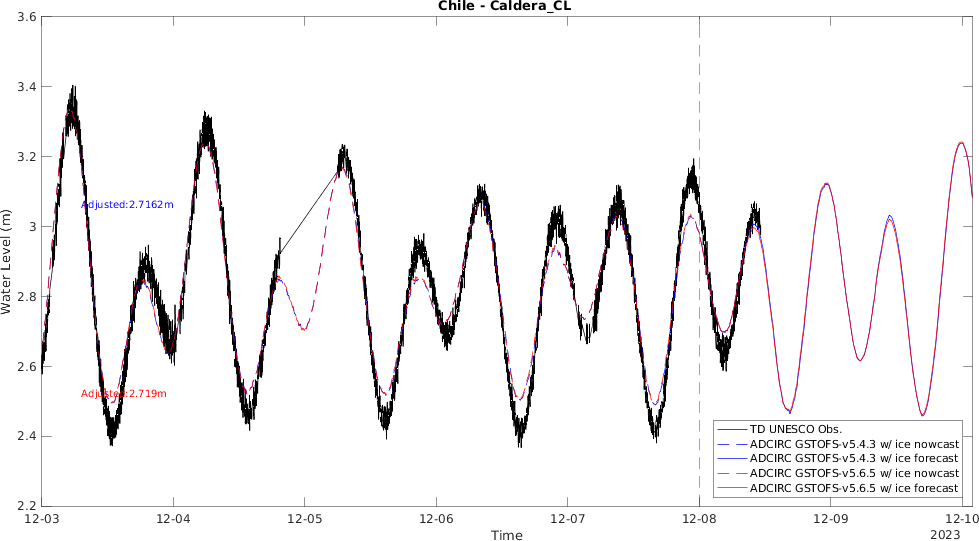 Chile - Caldera_CL
3.6
3.4
3.2
3
2.8
2.6
2.4
2.2
Water Level (m)
Adjusted:2.7162m
Adjusted:2.719m
TD UNESCO Obs.
ADCIRC GSTOFS-v5.4.3 w/ ice nowcast
ADCIRC GSTOFS-v5.4.3 w/ ice forecast
ADCIRC GSTOFS-v5.6.5 w/ ice nowcast
ADCIRC GSTOFS-v5.6.5 w/ ice forecast
12-03 12-04 12-05 12-06 12-07 12-08 12-09 12-10
Time
2023